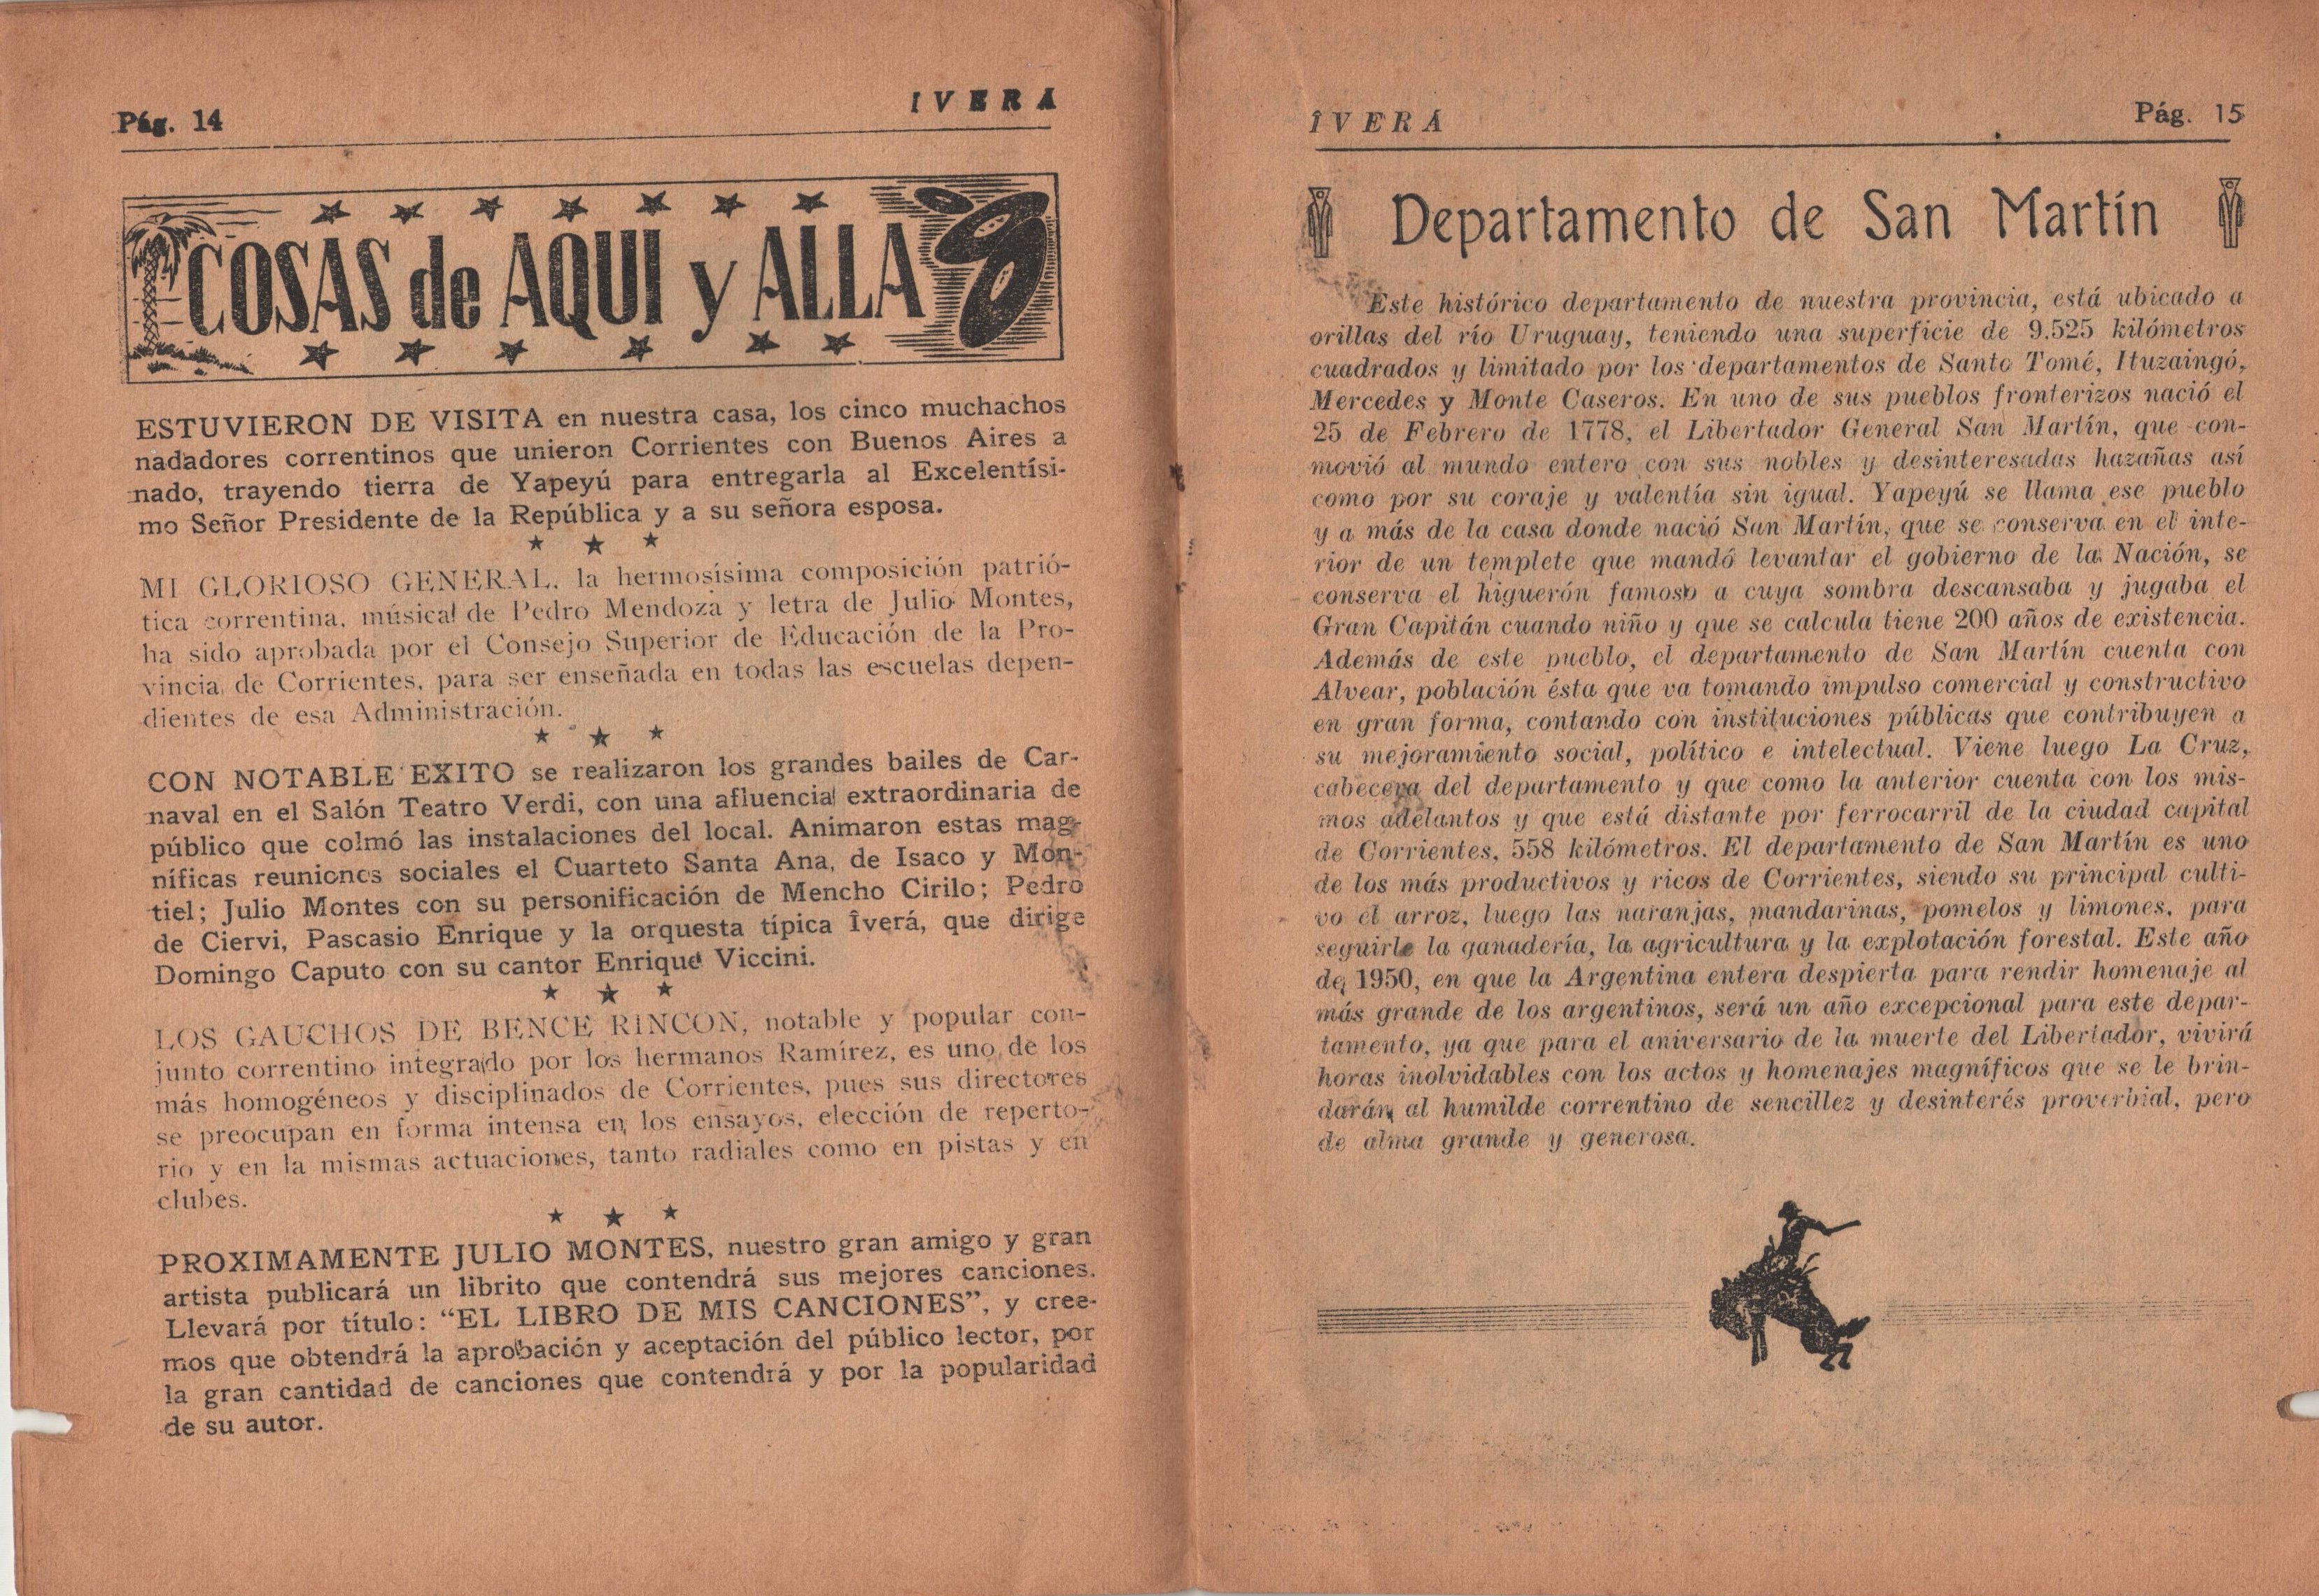 Pág. 14
IVERA
COSAS de AQUI y ALLA
ESTUVIERON DE VISITA en nuestra casa, los cinco muchachos
nadadores correntinos que unieron Corrientes con Buenos Aires a
nado, trayendo tierra de Yapeyú para entregarla al Excelentísi-
mo Señor Presidente de la República y a su señora esposa.
MI GLORIOSO GENERAL, la hermosísima composición patrió-
tica correntina, músical de Pedro Mendoza y letra de Julio Montes,
ha sido aprobada por el Consejo Superior de Educación de la Pro-
vincia de Corrientes, para ser enseñada en todas las escuelas depen-
dientes de esa Administración.
CON NOTABLE EXITO se realizaron los grandes bailes de Car-
naval en el Salón Teatro Verdi, con una afluencia extraordinaria de
público que colmó las instalaciones del local. Animaron estas mag-
níficas reuniones sociales el Cuarteto Santa Ana, de Isaco y Mon-
tiel; Julio Montes con su personificación de Mencho Cirilo; Pedro
de Ciervi, Pascasio Enrique y la orquesta típica Îverá, que dirige
Domingo Caputo con su cantor Enrique Viccini.
LOS GAUCHOS DE BENCE RINCON, notable y popular con-
junto correntino integrado por los hermanos Ramírez, es uno de los
más homogéneos y disciplinados de Corrientes, pues sus directores
se preocupan en forma intensa en los ensayos, elección de reperto-
rio y en la mismas actuaciones, tanto radiales como en pistas y en
clubes.
PROXIMAMENTE JULIO MONTES, nuestro gran amigo y gran
artista publicará un librito que contendrá sus mejores canciones.
Llevará por título: “EL LIBRO DE MIS CANCIONES”, y cree-
mos que obtendrá la aprobación y aceptación del público lector, por
la gran cantidad de canciones que contendrá y por la popularidad
de su autor.
ÎVERÁ
Pág. 15
Departamento de San Martín
Este histórico departamento de nuestra provincia, está ubicado a
orillas del río Uruguay, teniendo una superficie de 9.525 kilómetros
cuadrados y limitado por los departamentos de Santo Tomé, Ituzaingó,
Mercedes y Monte Caseros. En uno de sus pueblos fronterizos nació el
25 de Febrero de 1778, el Libertador General San Martín, que con-
movió al mundo entero con sus nobles y desinteresadas hazañas así
como por su coraje y valentía sin igual. Yapeyú se llama ese pueblo
y a más de la casa donde nació San Martín, que se conserva en el inte-
rior de un templete que mandó levantar el gobierno de la Nación, se
conserva el higuerón famoso a cuya sombra descansaba y jugaba el
Gran Capitán cuando niño y que se calcula tiene 200 años de existencia.
Además de este pueblo, el departamento de San Martín cuenta con
Alvear, población ésta que va tomando impulso comercial y constructivo
en gran forma, contando con instituciones públicas que contribuyen a
su mejoramiento social, político e intelectual. Viene luego La Cruz,
cabecera del departamento y que como la anterior cuenta con los mis-
mos adelantos y que está distante por ferrocarril de la ciudad capital
de Corrientes, 558 kilómetros. El departamento de San Martín es uno
de los más productivos y ricos de Corrientes, siendo su principal culti-
vo el arroz, luego las naranjas, mandarinas, pomelos y limones, para
seguirle la ganadería, la agricultura y la explotación forestal. Este año
de 1950, en que la Argentina entera despierta para rendir homenaje al
más grande de los argentinos, será un año excepcional para este depar-
tamento, ya que para el aniversario de la muerte del Libertador, vivirá
horas inolvidables con los actos y homenajes magníficos que se le brin-
darán al humilde correntino de sencillez y desinterés proverbial, pero
de alma grande y generosa.